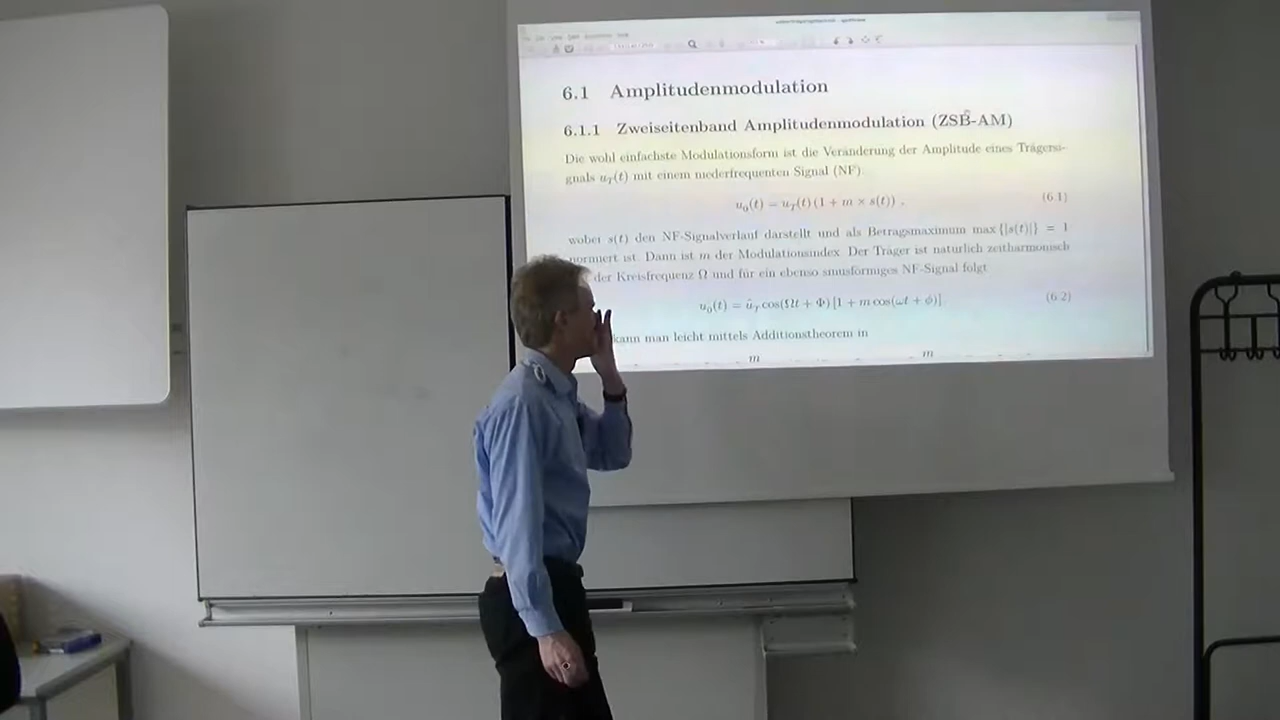 6.1 Amplitudenmodulation
6.1.1 Zweiseitenband Amplitudenmodulation (ZSB-AM)
Die wohl einfachste Modulationsform ist die Veränderung der Amplitude eines Trägersi-
gnals u_T(t) mit einem niederfrequenten Signal (NF)
u_0(t) = u_T(t) (1 + m × s(t)) . (6.1)
wobei s(t) den NF-Signalverlauf darstellt und als Betragsmaximum max {|s(t)|} = 1
normiert ist. Dann ist m der Modulationsindex. Der Träger ist natürlich zeitharmonisch
der Kreisfrequenz Ω und für ein ebenso sinusförmiges NF-Signal folgt
u_0(t) = û_T cos(Ωt + Φ) [1 + m cos(ωt + ϕ)] (6.2)
kann man leicht mittels Additionstheorem in
m m